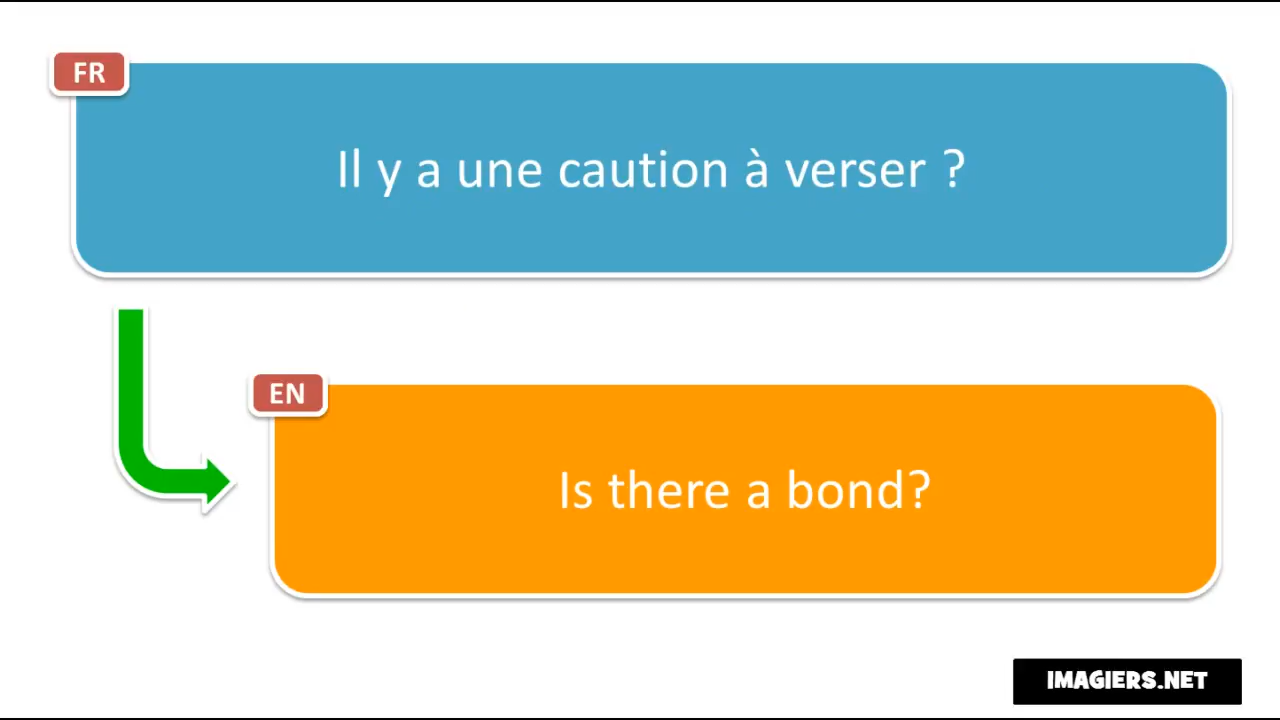 FR
Il y a une caution à verser ?
EN
Is there a bond?
IMAGIERS.NET